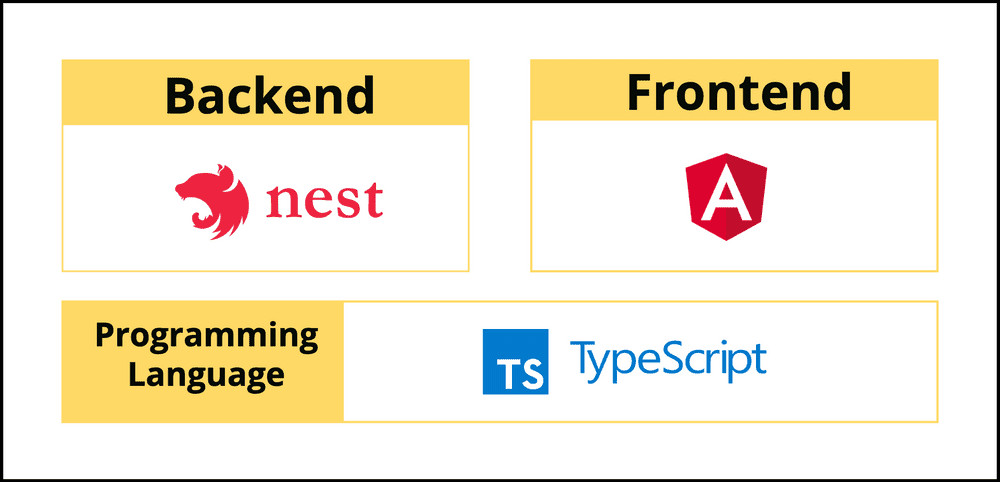 Backend
nest
Frontend
A
Programming
Language
TS
TypeScript